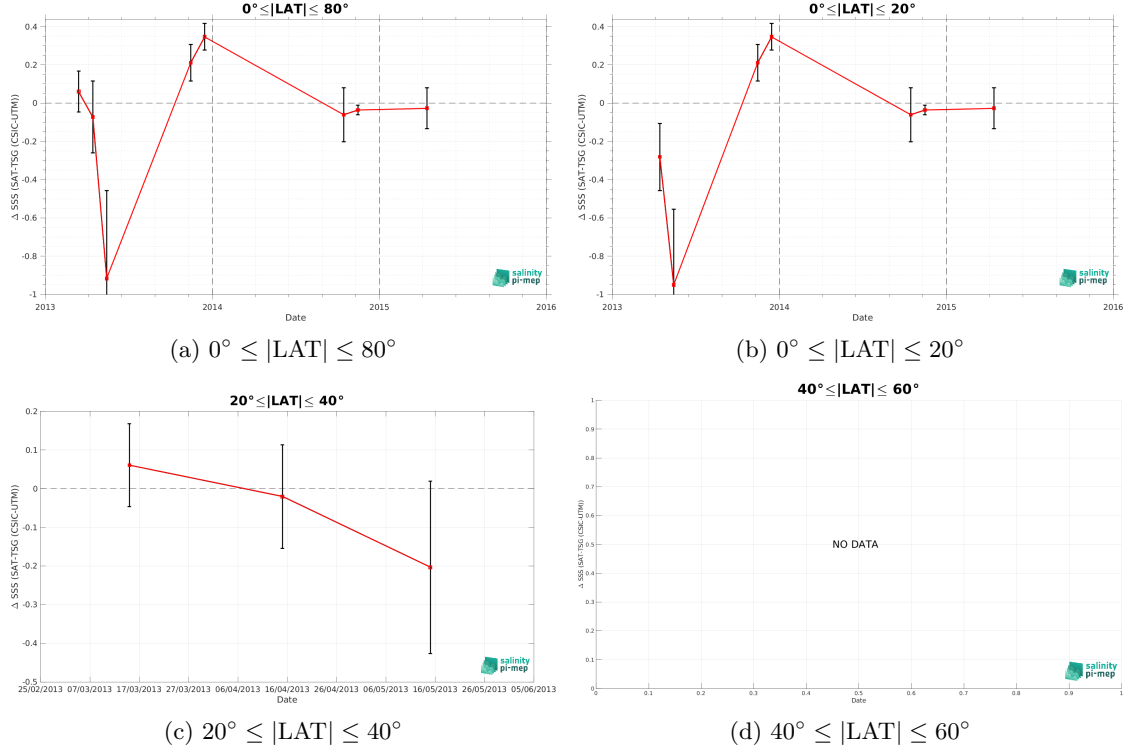 0°≤|LAT|≤ 80°
0.4
0.2
0
-0.2
-0.4
-0.6
-0.8
-1
Δ SSS (SAT-TSG (CSIC-UTM))
2013
2014
2015
2016
Date
salinity
pi-mep
(a) 0° ≤ |LAT| ≤ 80°
0°≤|LAT|≤ 20°
0.4
0.2
0
-0.2
-0.4
-0.6
-0.8
-1
Δ SSS (SAT-TSG (CSIC-UTM))
2013
2014
2015
2016
Date
salinity
pi-mep
(b) 0° ≤ |LAT| ≤ 20°
20°≤|LAT|≤ 40°
0.2
0.1
0
-0.1
-0.2
-0.3
-0.4
-0.5
Δ SSS (SAT-TSG (CSIC-UTM))
25/02/2013 07/03/2013 17/03/2013 27/03/2013 06/04/2013 16/04/2013 26/04/2013 06/05/2013 16/05/2013 26/05/2013 05/06/2013
Date
salinity
pi-mep
(c) 20° ≤ |LAT| ≤ 40°
40°≤|LAT|≤ 60°
1
0.9
0.8
0.7
0.6
0.5
0.4
0.3
0.2
0.1
0
Δ SSS (SAT-TSG (CSIC-UTM))
NO DATA
0 0.1 0.2 0.3 0.4 0.5 0.6 0.7 0.8 0.9 1
Date
salinity
pi-mep
(d) 40° ≤ |LAT| ≤ 60°